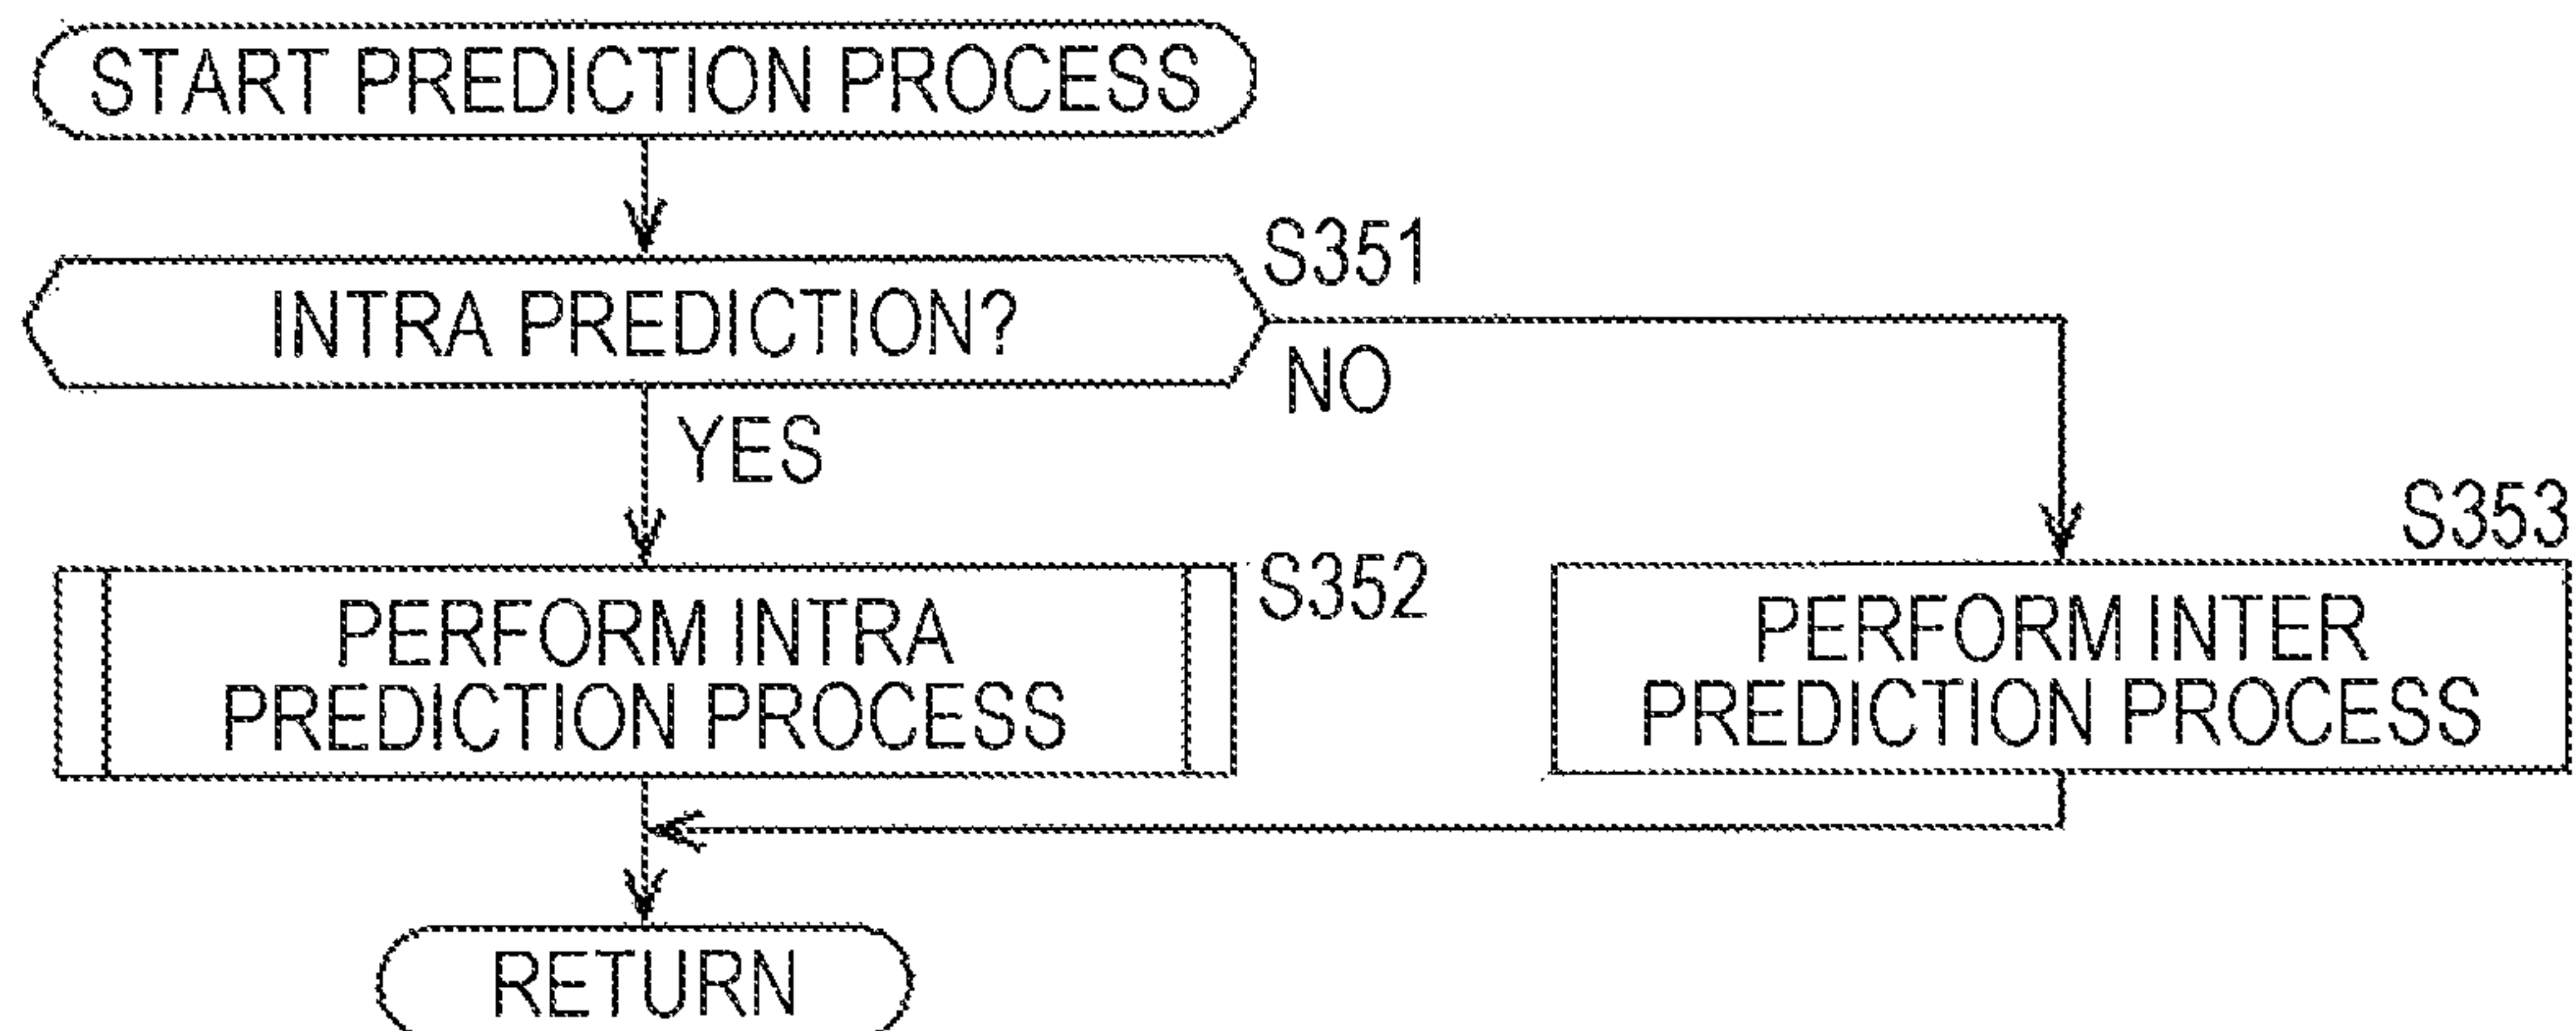 START PREDICTION PROCESS
S351
INTRA PREDICTION?
NO
YES
S353
S352
PERFORM INTRA
PREDICTION PROCESS
PERFORM INTER
PREDICTION PROCESS
RETURN